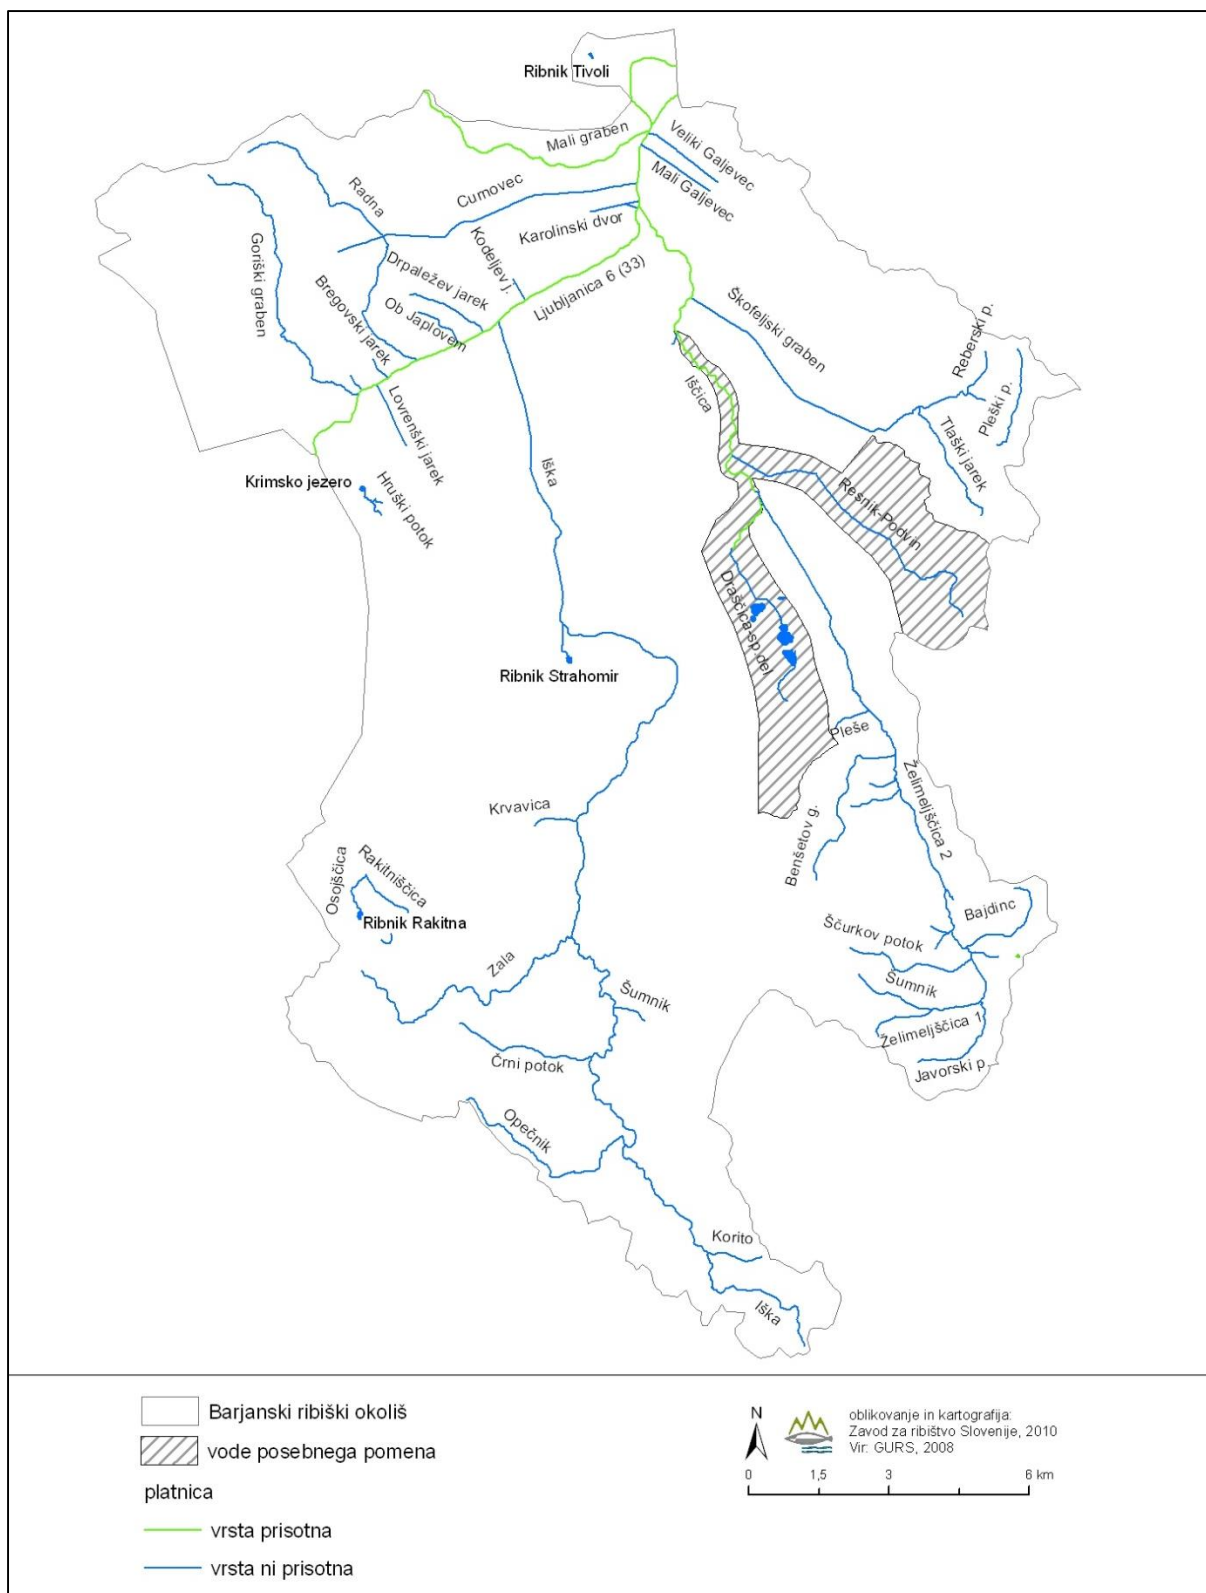 Ribnik Tivoli
Mali graben
Veliki Galjevec
Mali Galjevec
Radna
Cumovec
Karolinski dvor
Goriški graben
Kodeljev j.
Drpaležev jarek
Ljubljanica 6 (33)
Ob Japlovem
Bregovski jarek
Škofeljski graben
Reberski p.
Pleški p.
Iščica
Lovrenški jarek
Tlaški jarek
Krimsko jezero
Iška
Hruški potok
Resnik-Podvin
Draščica-sp.del
Ribnik Strahomir
Pleše
Želimeljščica 2
Krvavica
Benšetov g.
Osojščica
Rakitniščica
Ribnik Rakitna
Bajdinc
Ščurkov potok
Zala
Šumnik
Šumnik
Želimeljščica 1
Črni potok
Javorski p.
Opečnik
Korito
Iška
Barjanski ribiški okoliš
vode posebnega pomena
platnica
vrsta prisotna
vrsta ni prisotna
N
oblikovanje in kartografija:
Zavod za ribištvo Slovenije, 2010
Vir: GURS, 2008
0 1,5 3 6 km